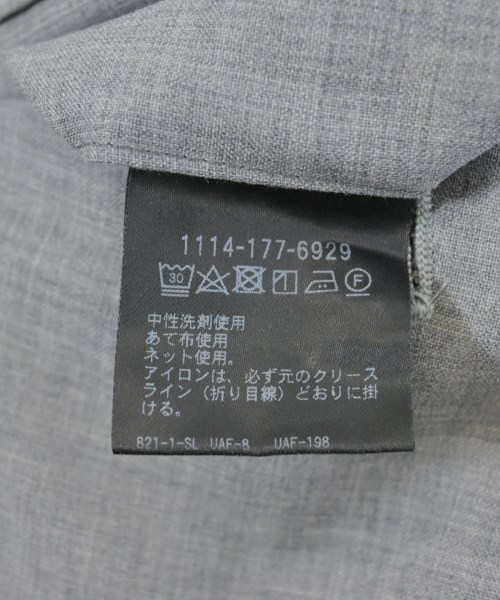 1114-177-6929
30 F
中性洗剤使用
あて布使用
ネット使用。
アイロンは、必ず元のクリース
ライン（折り目線）どおりに掛
ける。
821-1-SL UAF-8 UAF-198